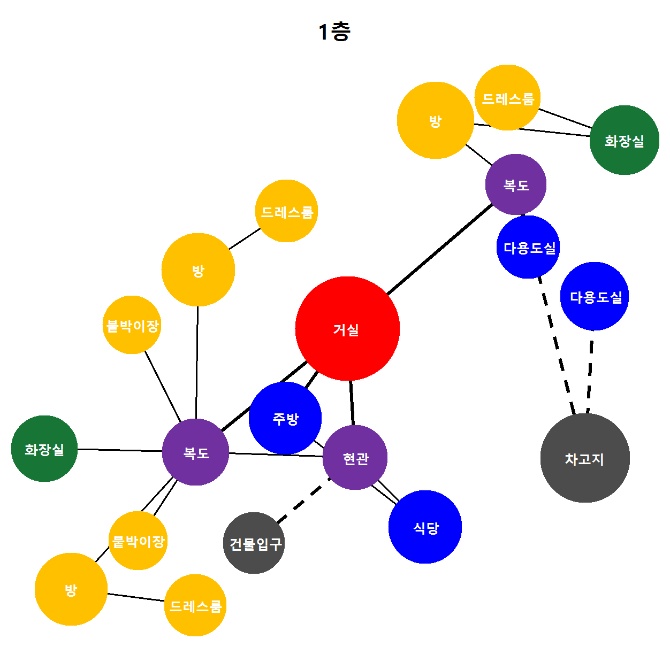 1층
드레스룸
방
화장실
복도
드레스룸
다용도실
방
다용도실
붙박이장
거실
주방
화장실
복도
현관
차고지
식당
붙박이장
건물입구
방
드레스룸